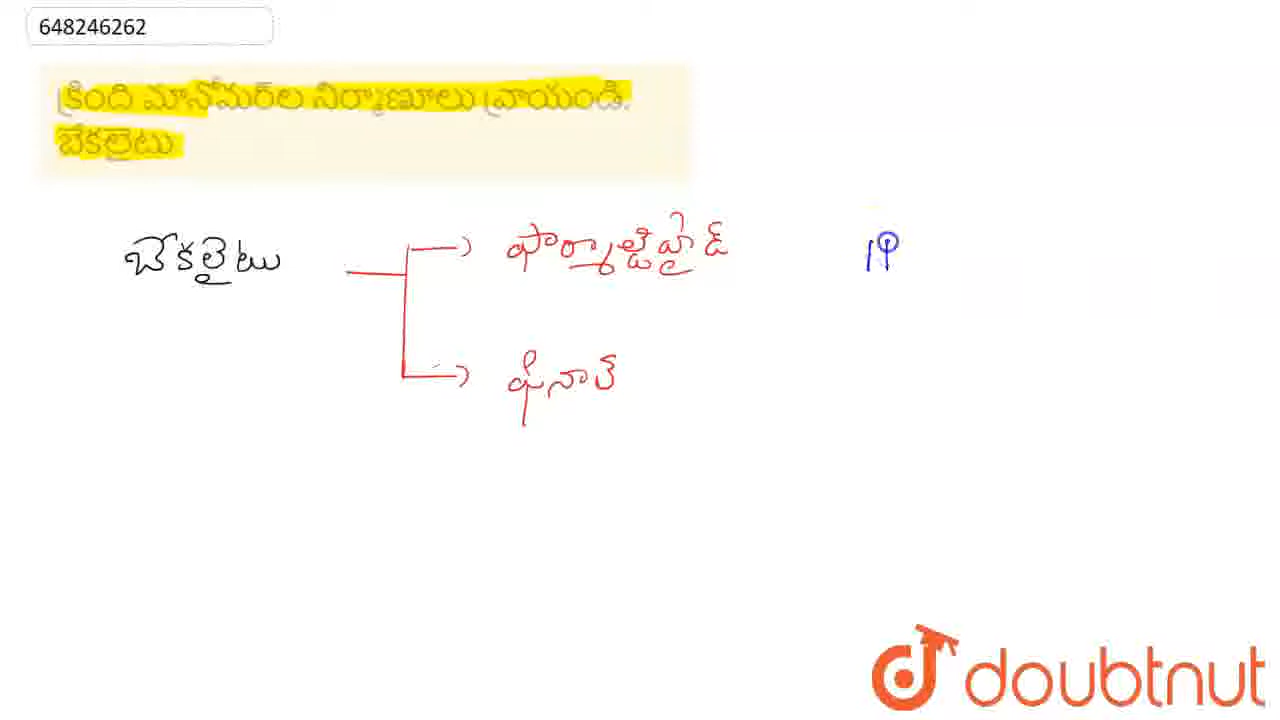 648246262
క్రింది మానోమర్‌ల నిర్మాణాలు వ్రాయండి.
బేకలైటు
బేకలైటు
ఫార్మాల్డిహైడ్
ఫినాల్
doubtnut